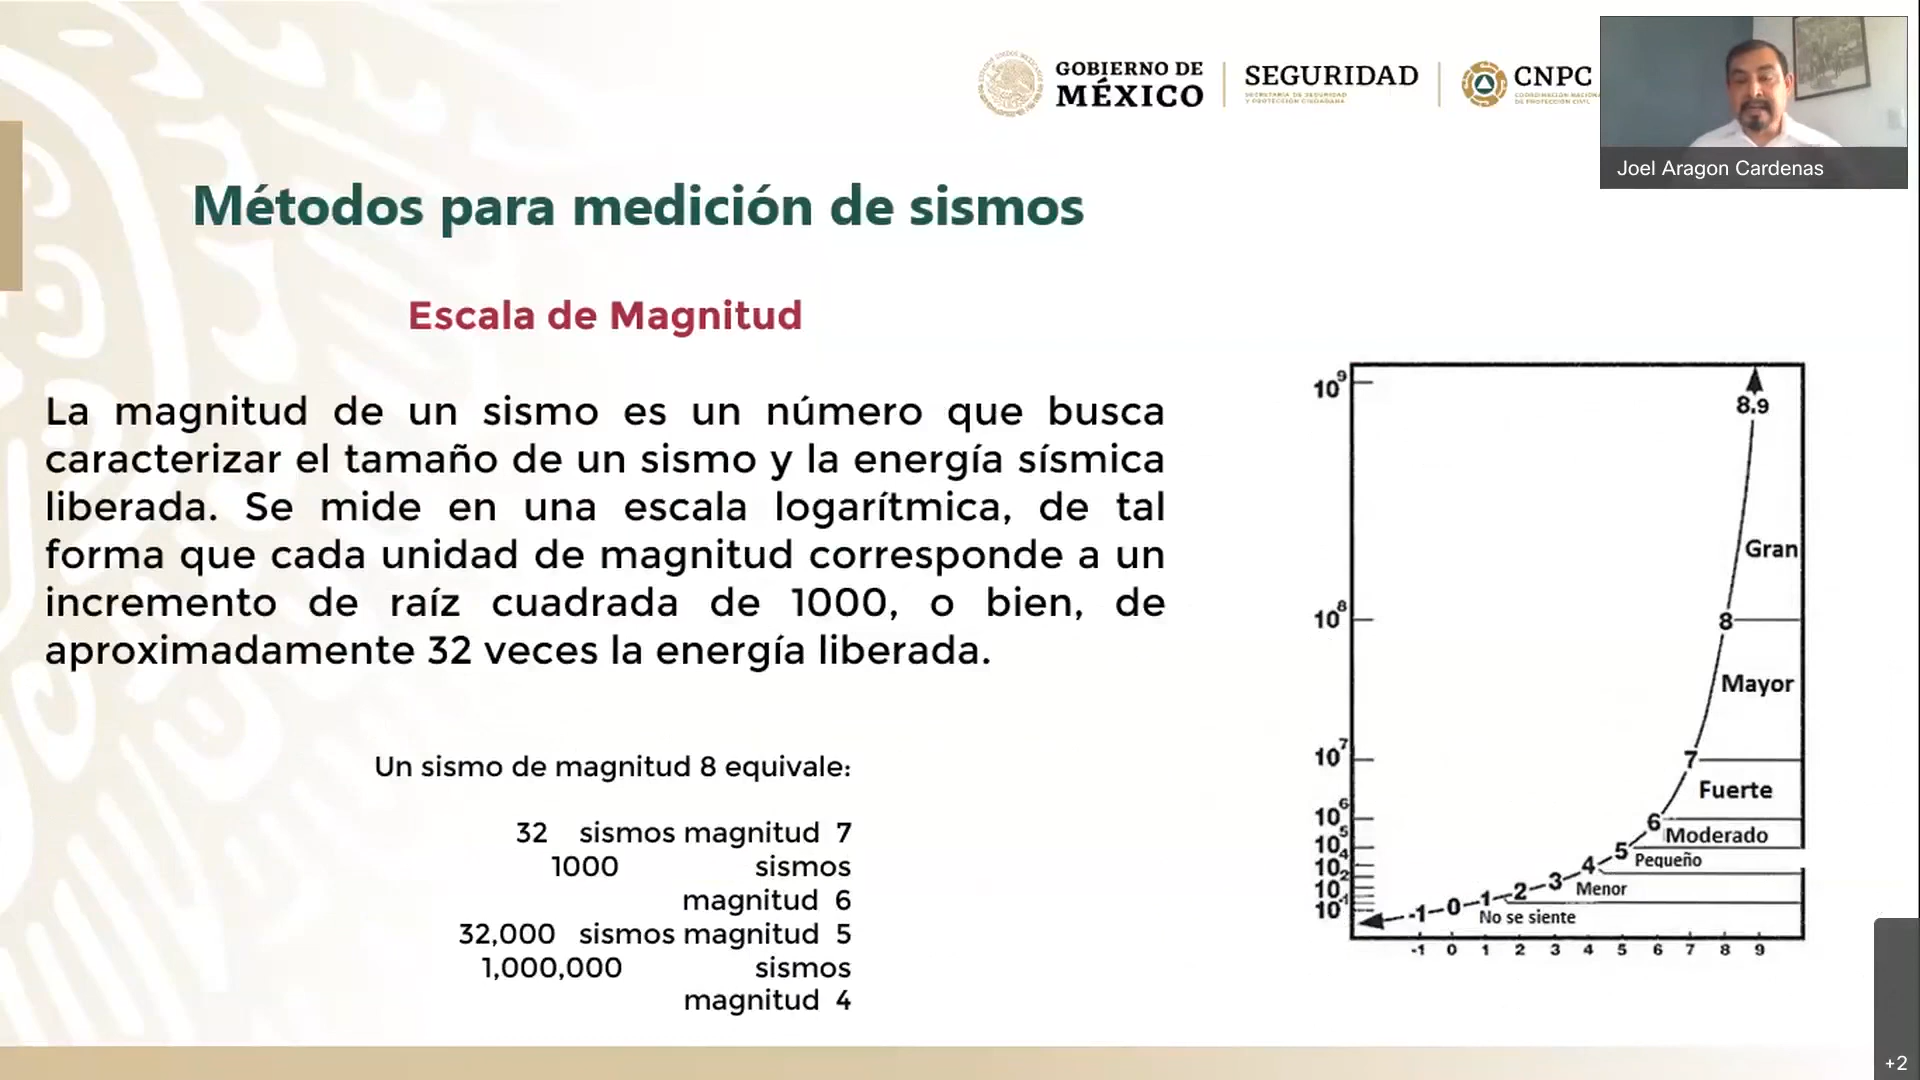 GOBIERNO DE
MÉXICO
SEGURIDAD
SECRETARÍA DE SEGURIDAD
Y PROTECCIÓN CIUDADANA
CNPC
COORDINACIÓN NACIONAL
DE PROTECCIÓN CIVIL
Joel Aragon Cardenas
Métodos para medición de sismos
Escala de Magnitud
La magnitud de un sismo es un número que busca
caracterizar el tamaño de un sismo y la energía sísmica
liberada. Se mide en una escala logarítmica, de tal
forma que cada unidad de magnitud corresponde a un
incremento de raíz cuadrada de 1000, o bien, de
aproximadamente 32 veces la energía liberada.
Un sismo de magnitud 8 equivale:
32 sismos magnitud 7
1000 sismos
magnitud 6
32,000 sismos magnitud 5
1,000,000 sismos
magnitud 4
10⁹
8.9
Gran
10⁸
8
Mayor
10⁷
7
Fuerte
10⁶
6
Moderado
10⁵
5
Pequeño
10⁴
4
10²
3
Menor
2
10⁻¹
-1 0 1
No se siente
-1 0 1 2 3 4 5 6 7 8 9
+2